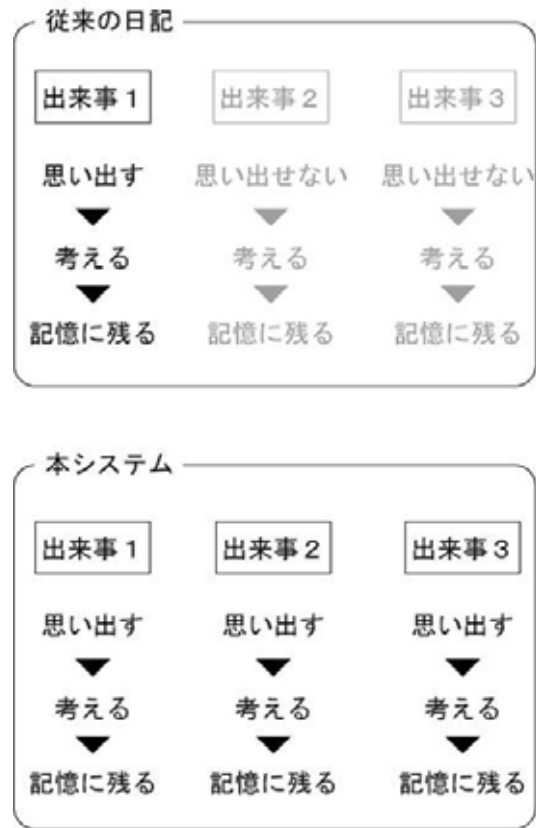 従来の日記
出来事1 出来事2 出来事3
思い出す 思い出せない 思い出せない
考える 考える 考える
記憶に残る 記憶に残る 記憶に残る
本システム
出来事1 出来事2 出来事3
思い出す 思い出す 思い出す
考える 考える 考える
記憶に残る 記憶に残る 記憶に残る